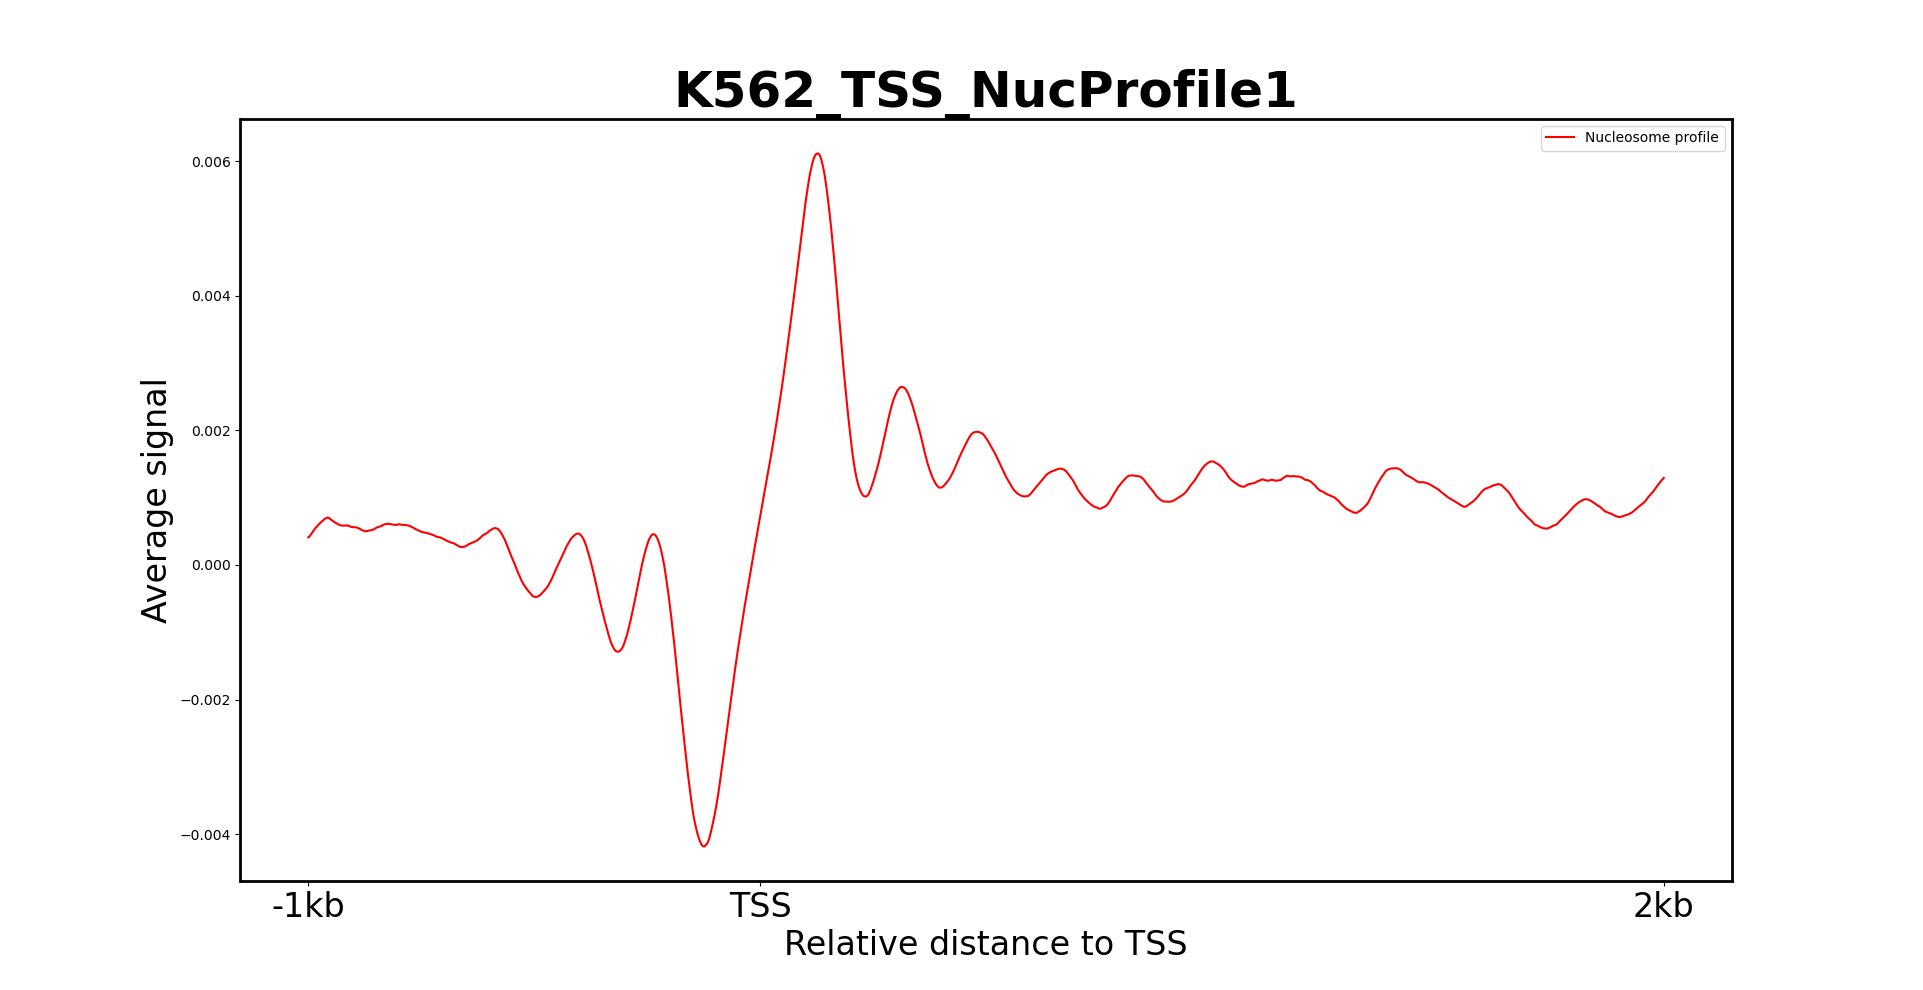 K562_TSS_NucProfile1
Nucleosome profile
0.006
0.004
0.002
0.000
−0.002
−0.004
Average signal
-1kb TSS 2kb
Relative distance to TSS